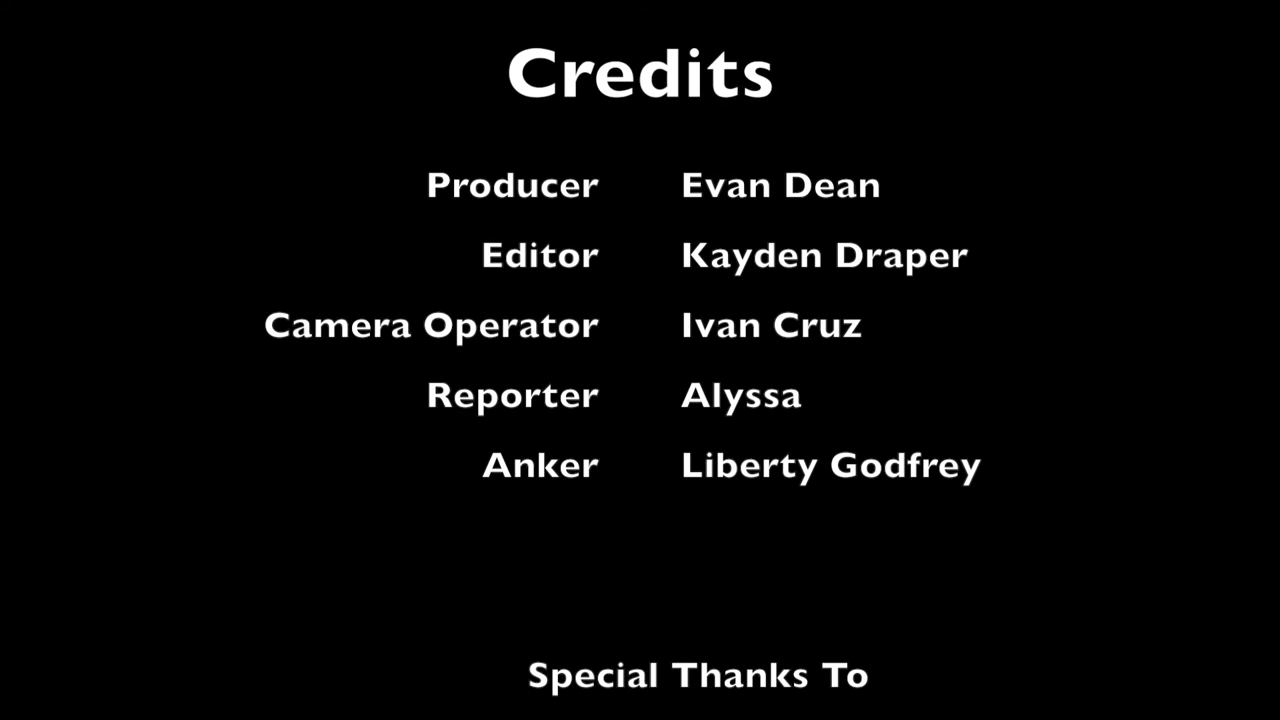 Credits
Producer Evan Dean
Editor Kayden Draper
Camera Operator Ivan Cruz
Reporter Alyssa
Anker Liberty Godfrey
Special Thanks To